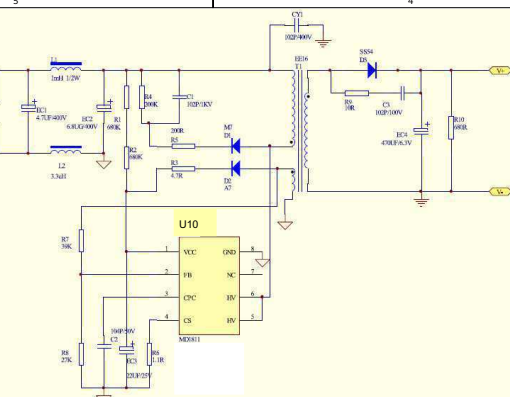 5
4
CY1
102P/400V
L1
1mH 1/2W
EE16
T1
SS54
D3
V+
EC1
4.7UF/400V
EC2
6.8UG/400V
R1
680K
R4
200K
C1
102P/1KV
R9
10R
C3
102P/100V
R10
680R
EC4
470UF/6.3V
200R
R5
M7
D1
R2
680K
L2
3.3uH
R3
4.7R
D2
A7
V-
U10
R7
39K
1
VCC
GND
8
2
FB
NC
7
3
CPC
HV
6
4
CS
HV
5
MD1811
104P/50V
C2
R8
27K
EC3
22UF/25V
R6
1.1R